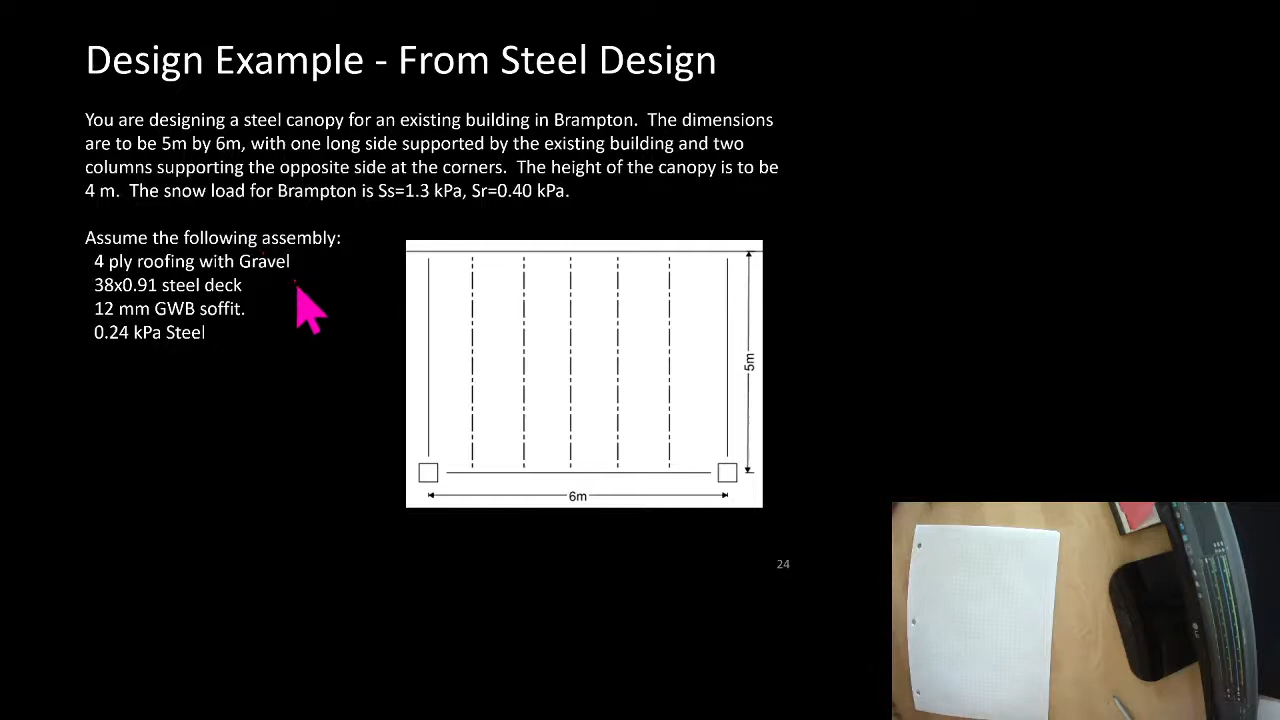 Design Example - From Steel Design
You are designing a steel canopy for an existing building in Brampton. The dimensions
are to be 5m by 6m, with one long side supported by the existing building and two
columns supporting the opposite side at the corners. The height of the canopy is to be
4 m. The snow load for Brampton is Ss=1.3 kPa, Sr=0.40 kPa.
Assume the following assembly:
4 ply roofing with Gravel
38x0.91 steel deck
12 mm GWB soffit.
0.24 kPa Steel
5m
6m
24